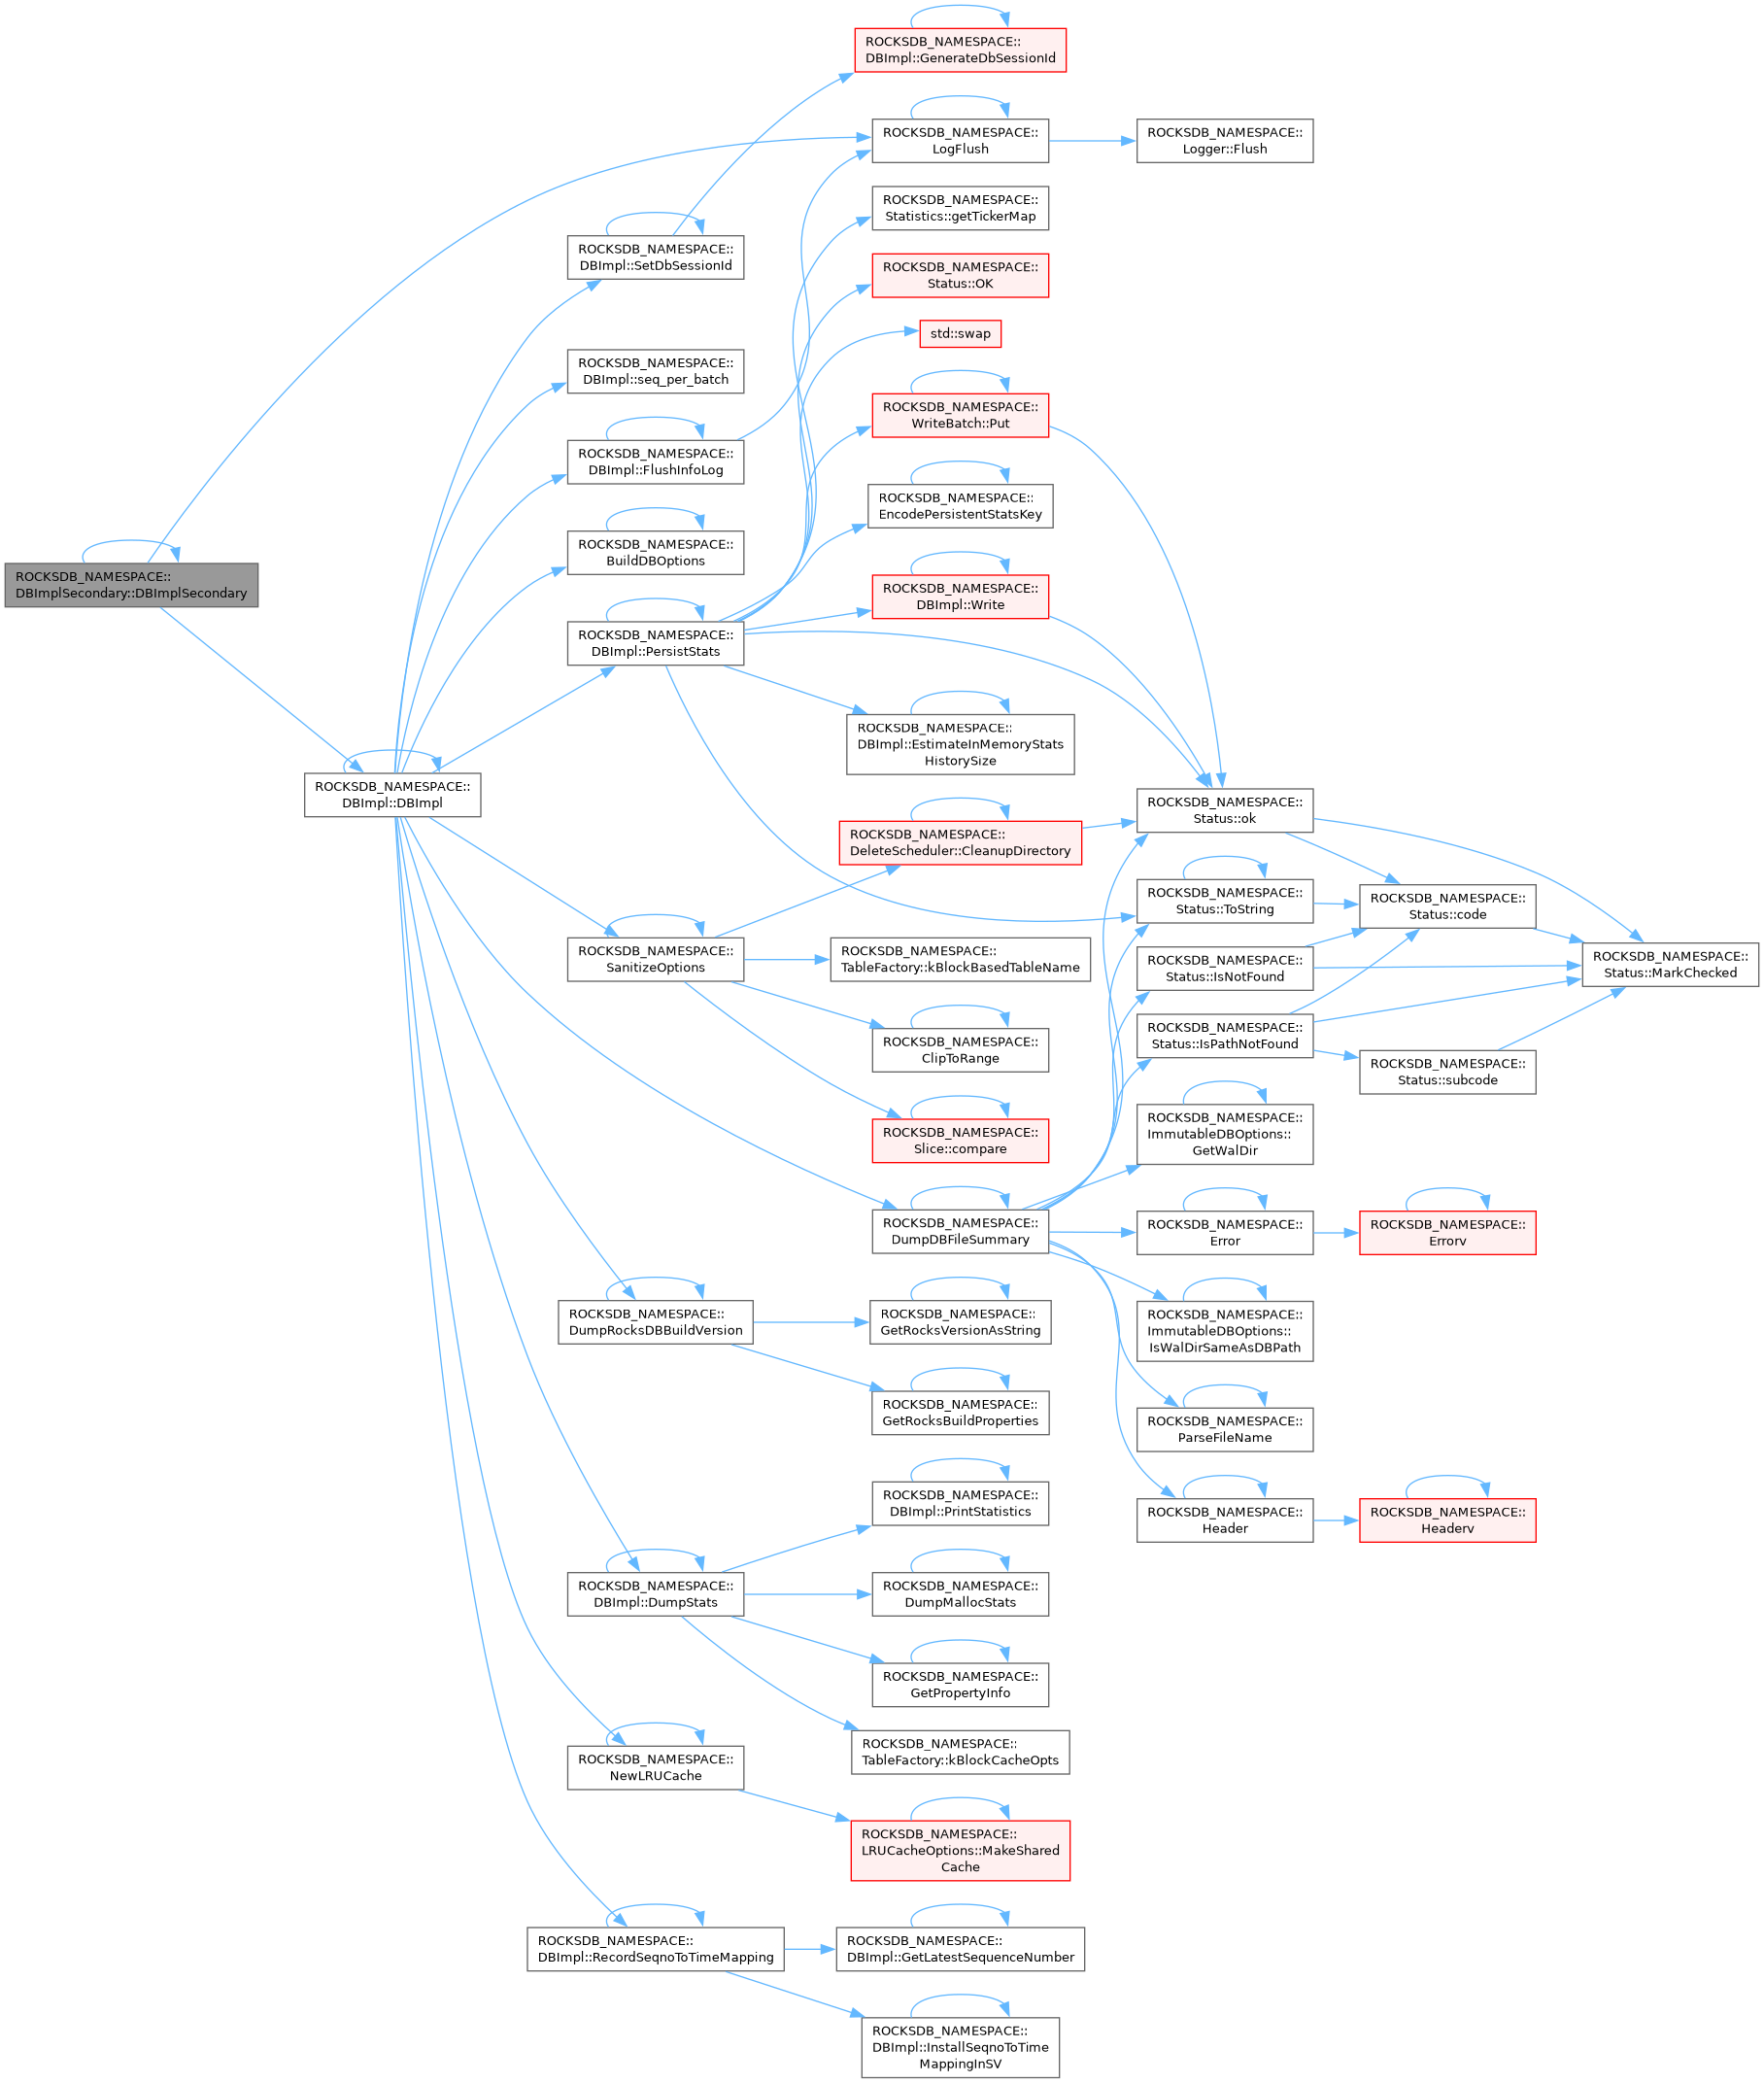 ROCKSDB_NAMESPACE::
DBImplSecondary::DBImplSecondary
ROCKSDB_NAMESPACE::
DBImpl::DBImpl
ROCKSDB_NAMESPACE::
DBImpl::SetDbSessionId
ROCKSDB_NAMESPACE::
DBImpl::seq_per_batch
ROCKSDB_NAMESPACE::
DBImpl::FlushInfoLog
ROCKSDB_NAMESPACE::
BuildDBOptions
ROCKSDB_NAMESPACE::
DBImpl::PersistStats
ROCKSDB_NAMESPACE::
SanitizeOptions
ROCKSDB_NAMESPACE::
DumpRocksDBBuildVersion
ROCKSDB_NAMESPACE::
DBImpl::DumpStats
ROCKSDB_NAMESPACE::
NewLRUCache
ROCKSDB_NAMESPACE::
DBImpl::RecordSeqnoToTimeMapping
ROCKSDB_NAMESPACE::
DBImpl::GenerateDbSessionId
ROCKSDB_NAMESPACE::
LogFlush
ROCKSDB_NAMESPACE::
Statistics::getTickerMap
ROCKSDB_NAMESPACE::
Status::OK
std::swap
ROCKSDB_NAMESPACE::
WriteBatch::Put
ROCKSDB_NAMESPACE::
EncodePersistentStatsKey
ROCKSDB_NAMESPACE::
DBImpl::Write
ROCKSDB_NAMESPACE::
DBImpl::EstimateInMemoryStats
HistorySize
ROCKSDB_NAMESPACE::
DeleteScheduler::CleanupDirectory
ROCKSDB_NAMESPACE::
TableFactory::kBlockBasedTableName
ROCKSDB_NAMESPACE::
ClipToRange
ROCKSDB_NAMESPACE::
Slice::compare
ROCKSDB_NAMESPACE::
DumpDBFileSummary
ROCKSDB_NAMESPACE::
GetRocksVersionAsString
ROCKSDB_NAMESPACE::
GetRocksBuildProperties
ROCKSDB_NAMESPACE::
DBImpl::PrintStatistics
ROCKSDB_NAMESPACE::
DumpMallocStats
ROCKSDB_NAMESPACE::
GetPropertyInfo
ROCKSDB_NAMESPACE::
TableFactory::kBlockCacheOpts
ROCKSDB_NAMESPACE::
LRUCacheOptions::MakeShared
Cache
ROCKSDB_NAMESPACE::
DBImpl::GetLatestSequenceNumber
ROCKSDB_NAMESPACE::
DBImpl::InstallSeqnoToTime
MappingInSV
ROCKSDB_NAMESPACE::
Logger::Flush
ROCKSDB_NAMESPACE::
Status::ok
ROCKSDB_NAMESPACE::
Status::ToString
ROCKSDB_NAMESPACE::
Status::IsNotFound
ROCKSDB_NAMESPACE::
Status::IsPathNotFound
ROCKSDB_NAMESPACE::
ImmutableDBOptions::
GetWalDir
ROCKSDB_NAMESPACE::
Error
ROCKSDB_NAMESPACE::
ImmutableDBOptions::
IsWalDirSameAsDBPath
ROCKSDB_NAMESPACE::
ParseFileName
ROCKSDB_NAMESPACE::
Header
ROCKSDB_NAMESPACE::
Status::code
ROCKSDB_NAMESPACE::
Status::subcode
ROCKSDB_NAMESPACE::
Errorv
ROCKSDB_NAMESPACE::
Headerv
ROCKSDB_NAMESPACE::
Status::MarkChecked